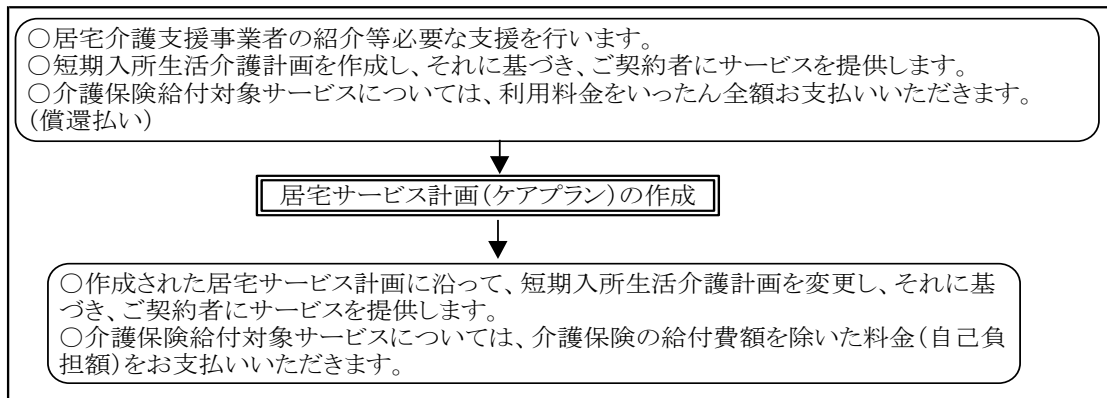 ○居宅介護支援事業者の紹介等必要な支援を行います。
○短期入所生活介護計画を作成し、それに基づき、ご契約者にサービスを提供します。
○介護保険給付対象サービスについては、利用料金をいったん全額お支払いいただきます。
(償還払い)
居宅サービス計画(ケアプラン)の作成
○作成された居宅サービス計画に沿って、短期入所生活介護計画を変更し、それに基
づき、ご契約者にサービスを提供します。
○介護保険給付対象サービスについては、介護保険の給付費額を除いた料金(自己負
担額)をお支払いいただきます。